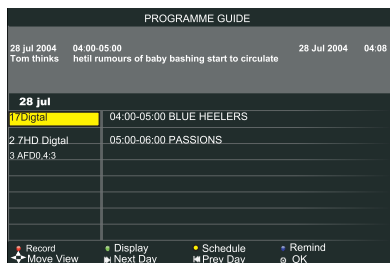 PROGRAMME GUIDE
28 jul 2004 04:00-05:00 28 Jul 2004 04:08
Tom thinks hetil rumours of baby bashing start to circulate
28 jul
17Digtal 04:00-05:00 BLUE HEELERS
2 7HD Digtal 05:00-06:00 PASSIONS
3 AFD0,4:3
Record Display Schedule Remind
Move View Next Day Prev Day OK